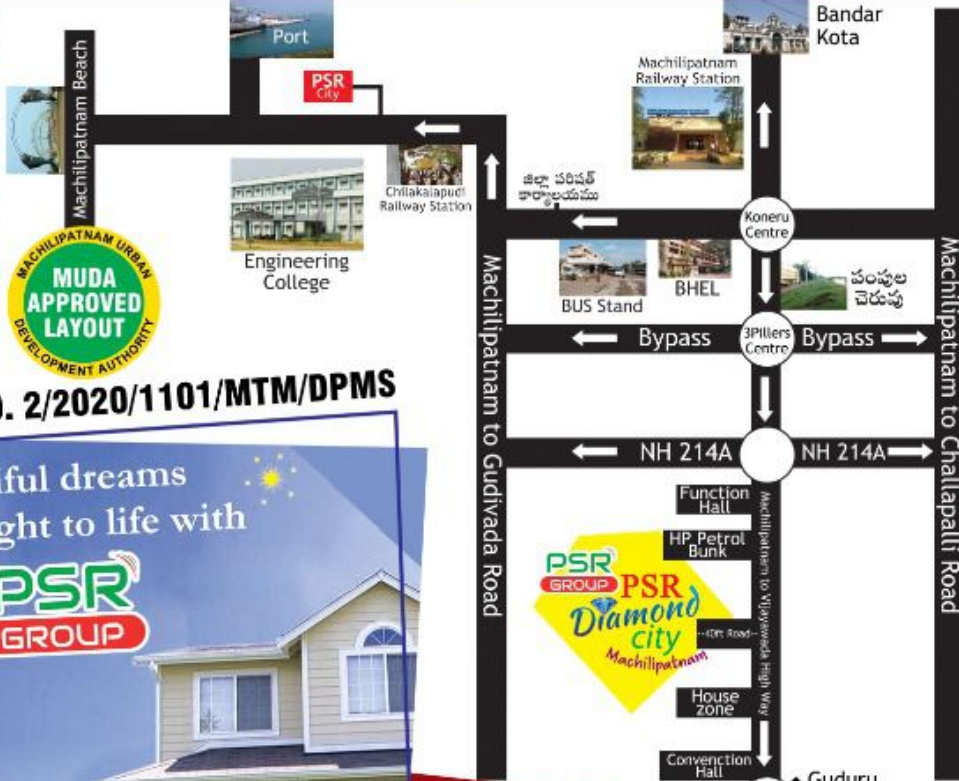 Bandar
Kota
Port
PSR
City
Machilipatnam
Railway Station
Machilipatnam Beach
Chilakalapudi
Railway Station
Engineering
College
జిల్లా పరిషత్
కార్యాలయము
Koneru
Centre
BUS Stand
BHEL
పంపుల
చెరువు
MACHILIPATNAM URBAN
MUDA
APPROVED
LAYOUT
DEVELOPMENT AUTHORITY
Bypass
3Pillers
Centre
Bypass
Machilipatnam to Gudivada Road
Machilipatnam to Challapalli Road
2/2020/1101/MTM/DPMS
NH 214A
NH 214A
dreams
to life with
PSR
GROUP
Function
Hall
HP Petrol
Bunk
Machilipatnam to Vijayawada High Way
PSR
GROUP
PSR
Diamond
city
Machilipatnam
40ft Road
House
zone
Convenction
Hall
Guduru